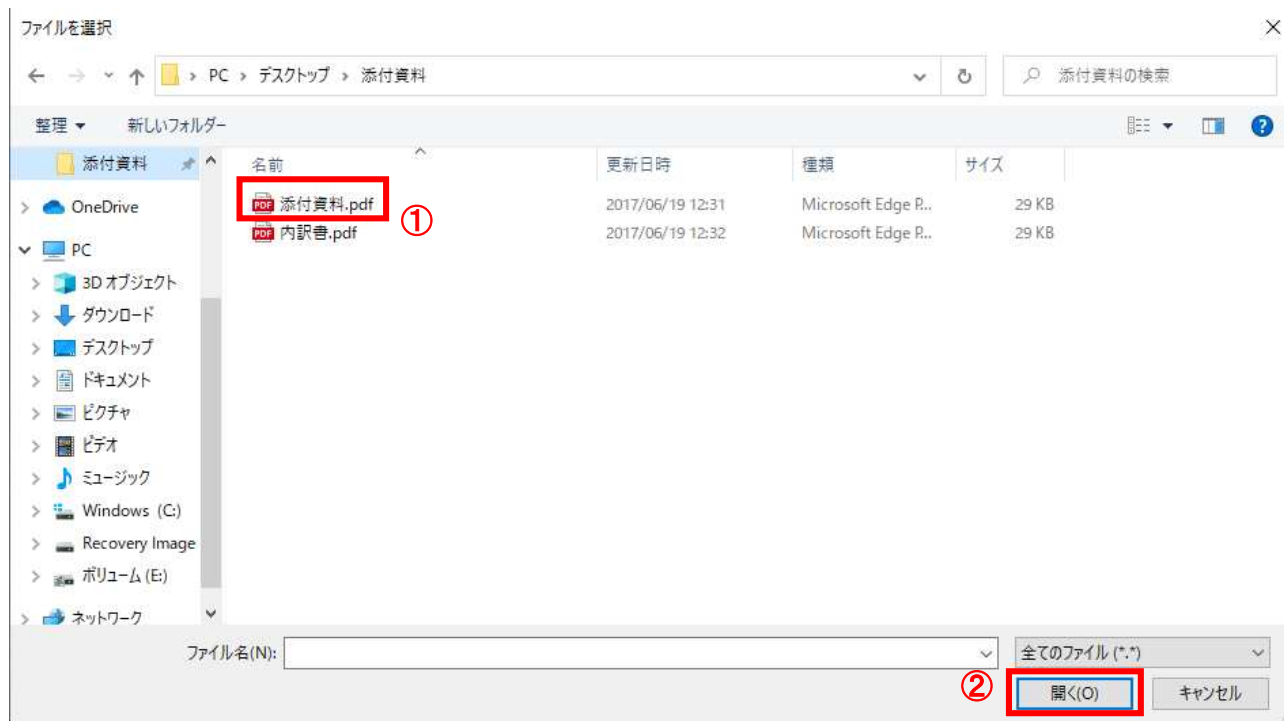 ファイルを選択
PC › デスクトップ › 添付資料
添付資料の検索
整理 新しいフォルダー
添付資料
OneDrive
PC
3D オブジェクト
ダウンロード
デスクトップ
ドキュメント
ピクチャ
ビデオ
ミュージック
Windows (C:)
Recovery Image
ボリューム (E:)
ネットワーク
名前 更新日時 種類 サイズ
添付資料.pdf 2017/06/19 12:31 Microsoft Edge P... 29 KB
①
内訳書.pdf 2017/06/19 12:32 Microsoft Edge P... 29 KB
ファイル名(N): 全てのファイル (*.*)
② 開く(O) キャンセル